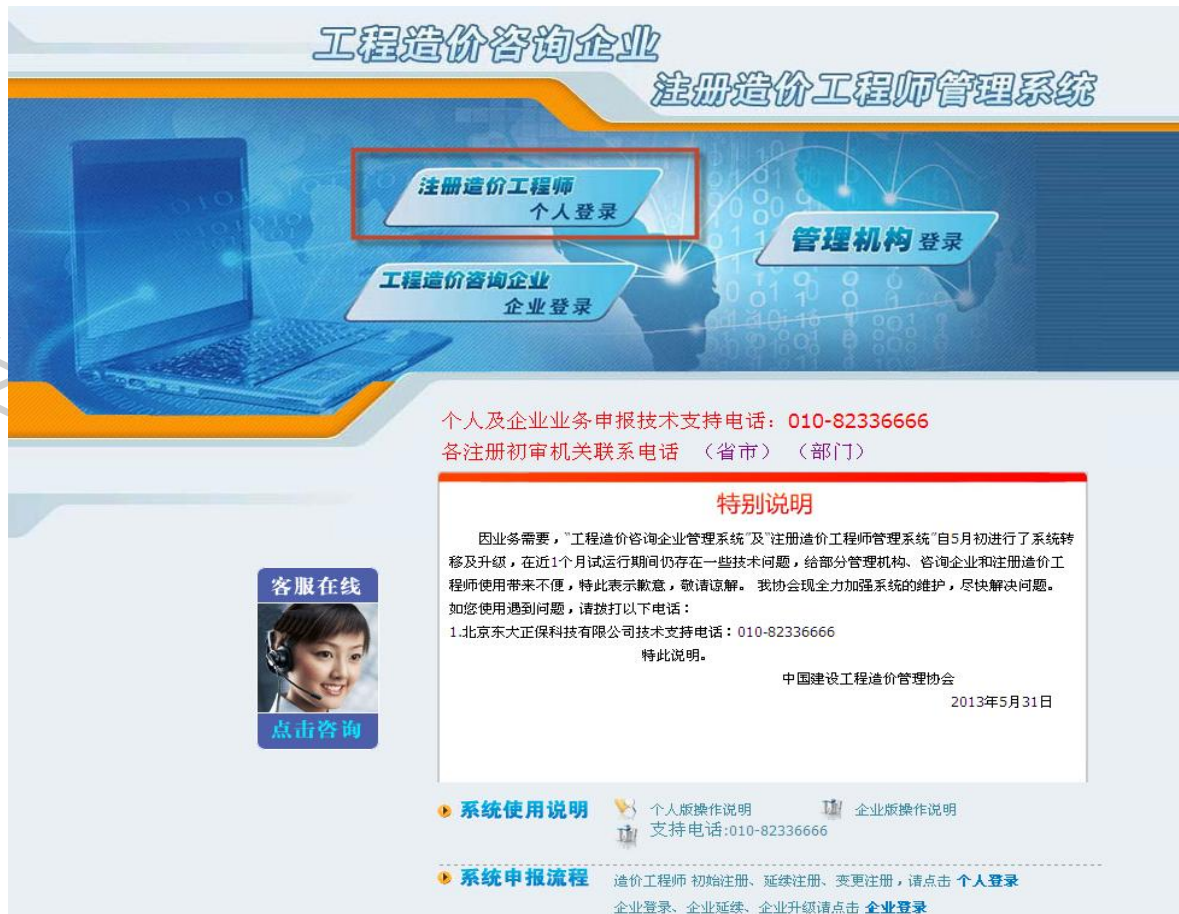 工程造价咨询企业
注册造价工程师管理系统
注册造价工程师
个人登录
管理机构 登录
工程造价咨询企业
企业登录
个人及企业业务申报技术支持电话：010-82336666
各注册初审机关联系电话 （省市） （部门）
特别说明
因业务需要，“工程造价咨询企业管理系统”及“注册造价工程师管理系统”自5月初进行了系统转
移及升级，在近1个月试运行期间仍存在一些技术问题，给部分管理机构、咨询企业和注册造价工
程师使用带来不便，特此表示歉意，敬请谅解。 我协会现全力加强系统的维护，尽快解决问题。
如您使用遇到问题，请拨打以下电话：
1.北京东大正保科技有限公司技术支持电话：010-82336666
特此说明。
中国建设工程造价管理协会
2013年5月31日
客服在线
点击咨询
系统使用说明 个人版操作说明 企业版操作说明
支持电话:010-82336666
系统申报流程 造价工程师 初始注册、延续注册、变更注册，请点击 个人登录
企业登录、企业延续、企业升级请点击 企业登录